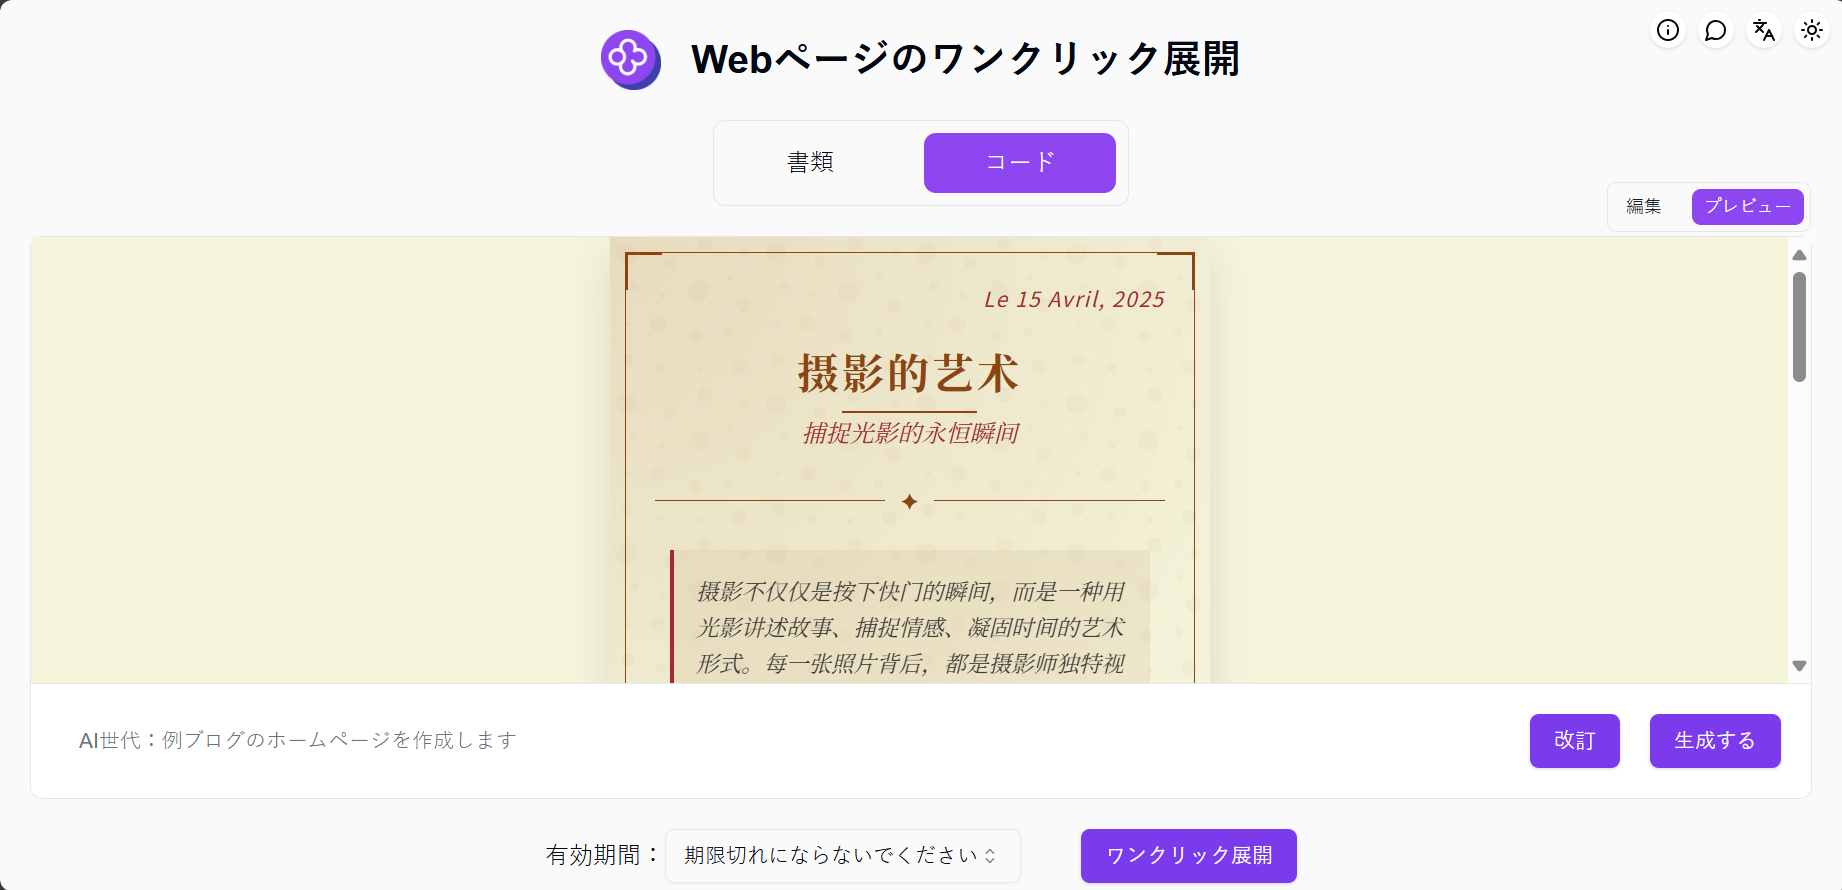 Webページのワンクリック展開
書類
コード
編集
プレビュー
Le 15 Avril, 2025
摄影的艺术
捕捉光影的永恒瞬间
摄影不仅仅是按下快门的瞬间，而是一种用
光影讲述故事、捕捉情感、凝固时间的艺术
形式。每一张照片背后，都是摄影师独特视
AI世代：例ブログのホームページを作成します
改訂
生成する
有効期間：
期限切れにならないでください
ワンクリック展開